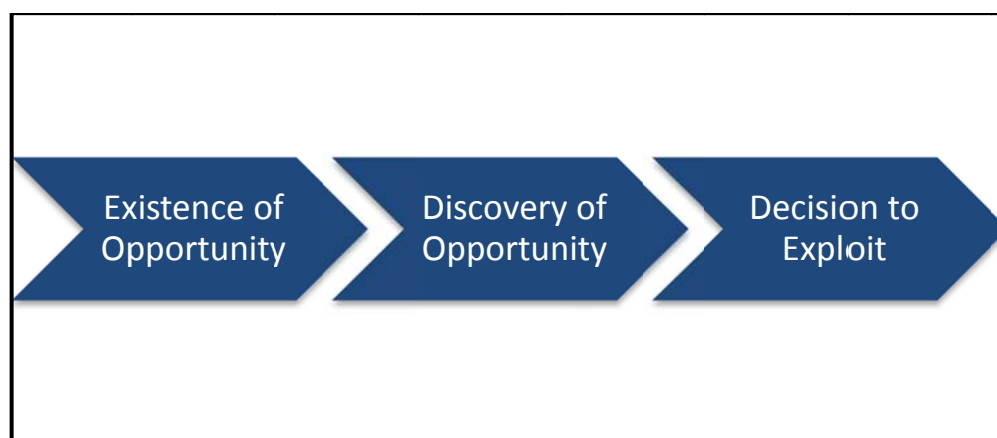 Existence of
Opportunity
Discovery of
Opportunity
Decision to
Exploit